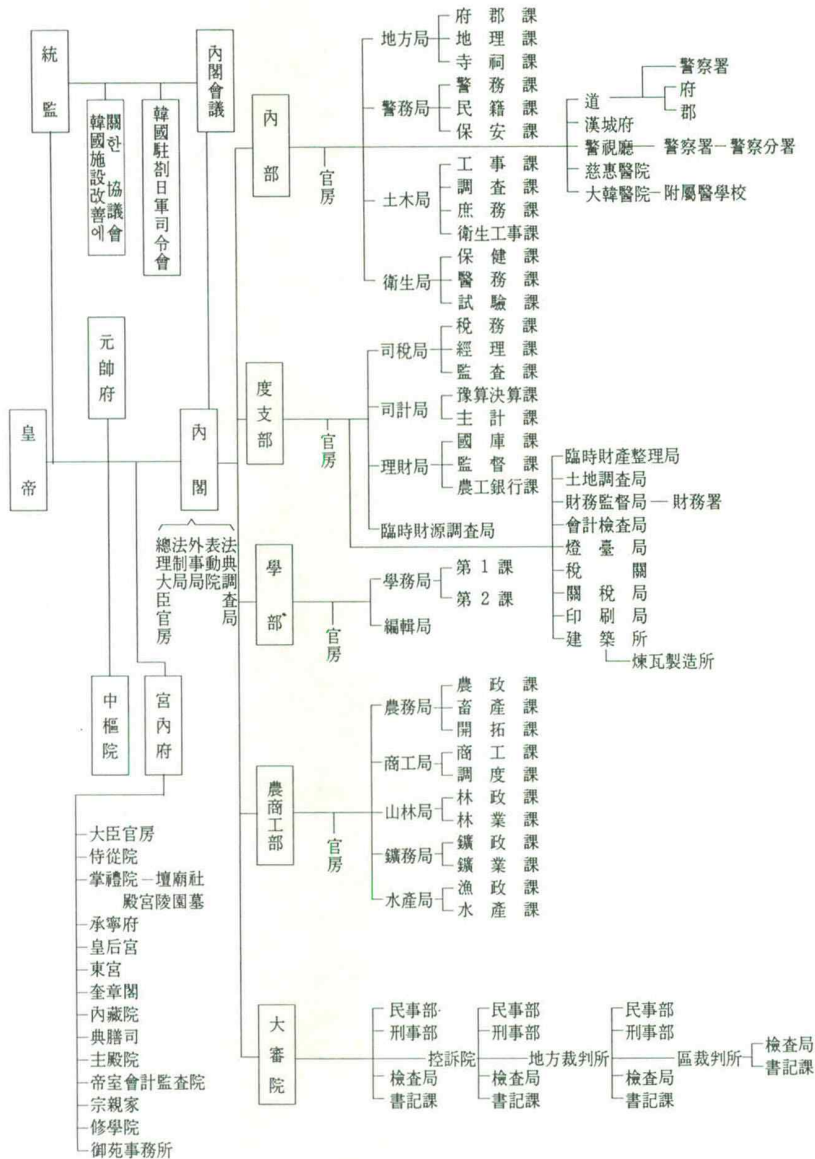 統監
內閣會議
關한 協議會
韓國施設改善에
韓國駐劄日軍司令會
元帥府
皇帝
內閣
法典調査局
表動院
外事局
法制局
總理大臣官房
中樞院
宮內府
大臣官房
侍從院
掌禮院－壇廟社
殿宮陵園墓
承寧府
皇后宮
東宮
奎章閣
內藏院
典膳司
主殿院
帝室會計監査院
宗親家
修學院
御苑事務所
內部
官房
地方局
府郡課
地理課
寺祠課
警務局
警務課
民籍課
保安課
土木局
工事課
調査課
庶務課
衛生工事課
衛生局
保健課
醫務課
試驗課
道
警察署
府
郡
漢城府
警視廳 警察署－警察分署
慈惠醫院
大韓醫院－附屬醫學校
度支部
官房
司稅局
稅務課
經理課
監査課
司計局
豫算決算課
主計課
理財局
國庫課
監督課
農工銀行課
臨時財源調査局
臨時財產整理局
土地調査局
財務監督局－財務署
會計檢査局
燈臺局
稅關
關稅局
印刷局
建築所
煉瓦製造所
學部
官房
學務局
第1課
第2課
編輯局
農商工部
官房
農務局
農政課
畜產課
開拓課
商工局
商工課
調度課
山林局
林政課
林業課
鑛務局
鑛政課
鑛業課
水產局
漁政課
水產課
大審院
民事部
刑事部
檢査局
書記課
控訴院
民事部
刑事部
檢査局
書記課
地方裁判所
民事部
刑事部
檢査局
書記課
區裁判所
檢査局
書記課